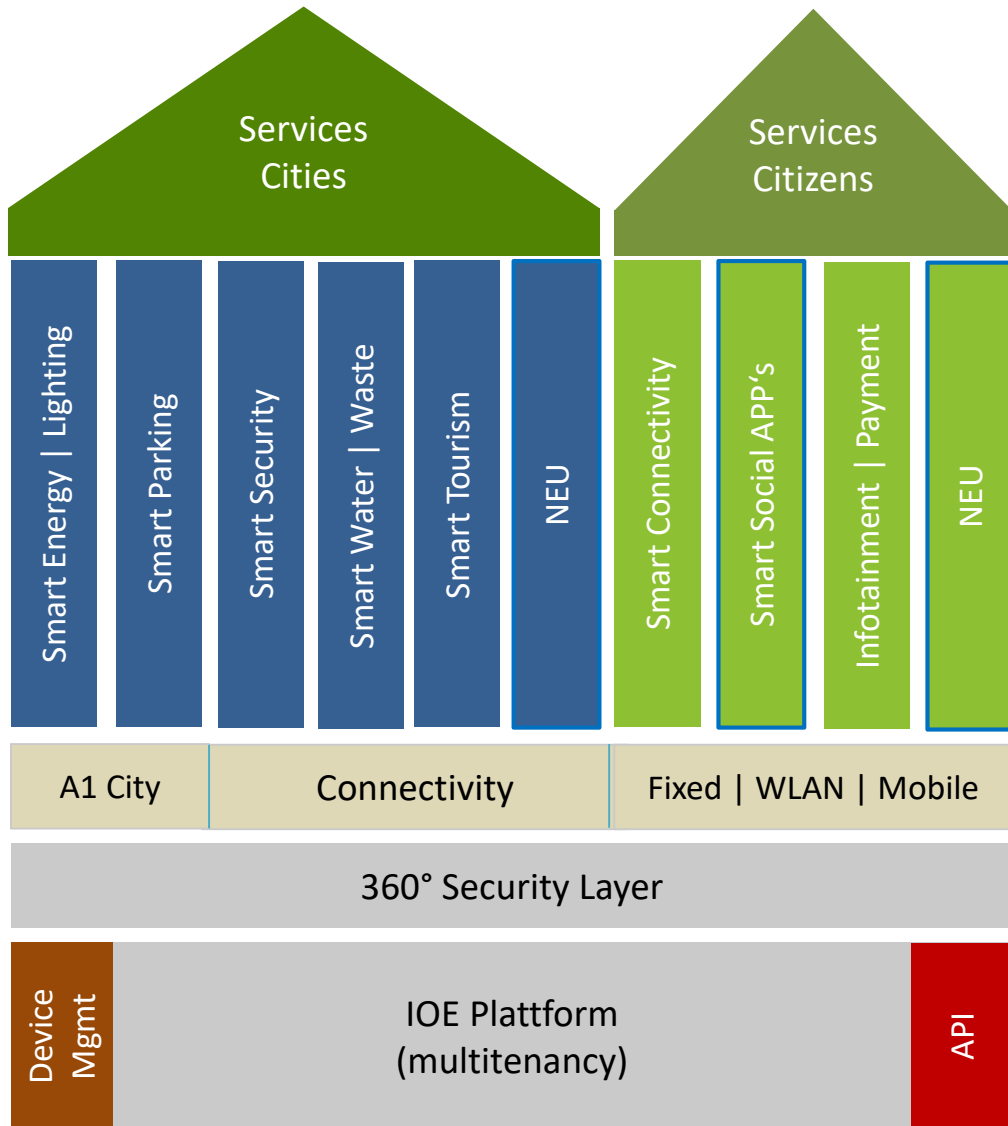 Services
Cities
Services
Citizens
Smart Energy | Lighting
Smart Parking
Smart Security
Smart Water | Waste
Smart Tourism
NEU
Smart Connectivity
Smart Social APP‘s
Infotainment | Payment
NEU
A1 City
Connectivity
Fixed | WLAN | Mobile
360° Security Layer
Device
Mgmt
IOE Plattform
(multitenancy)
API